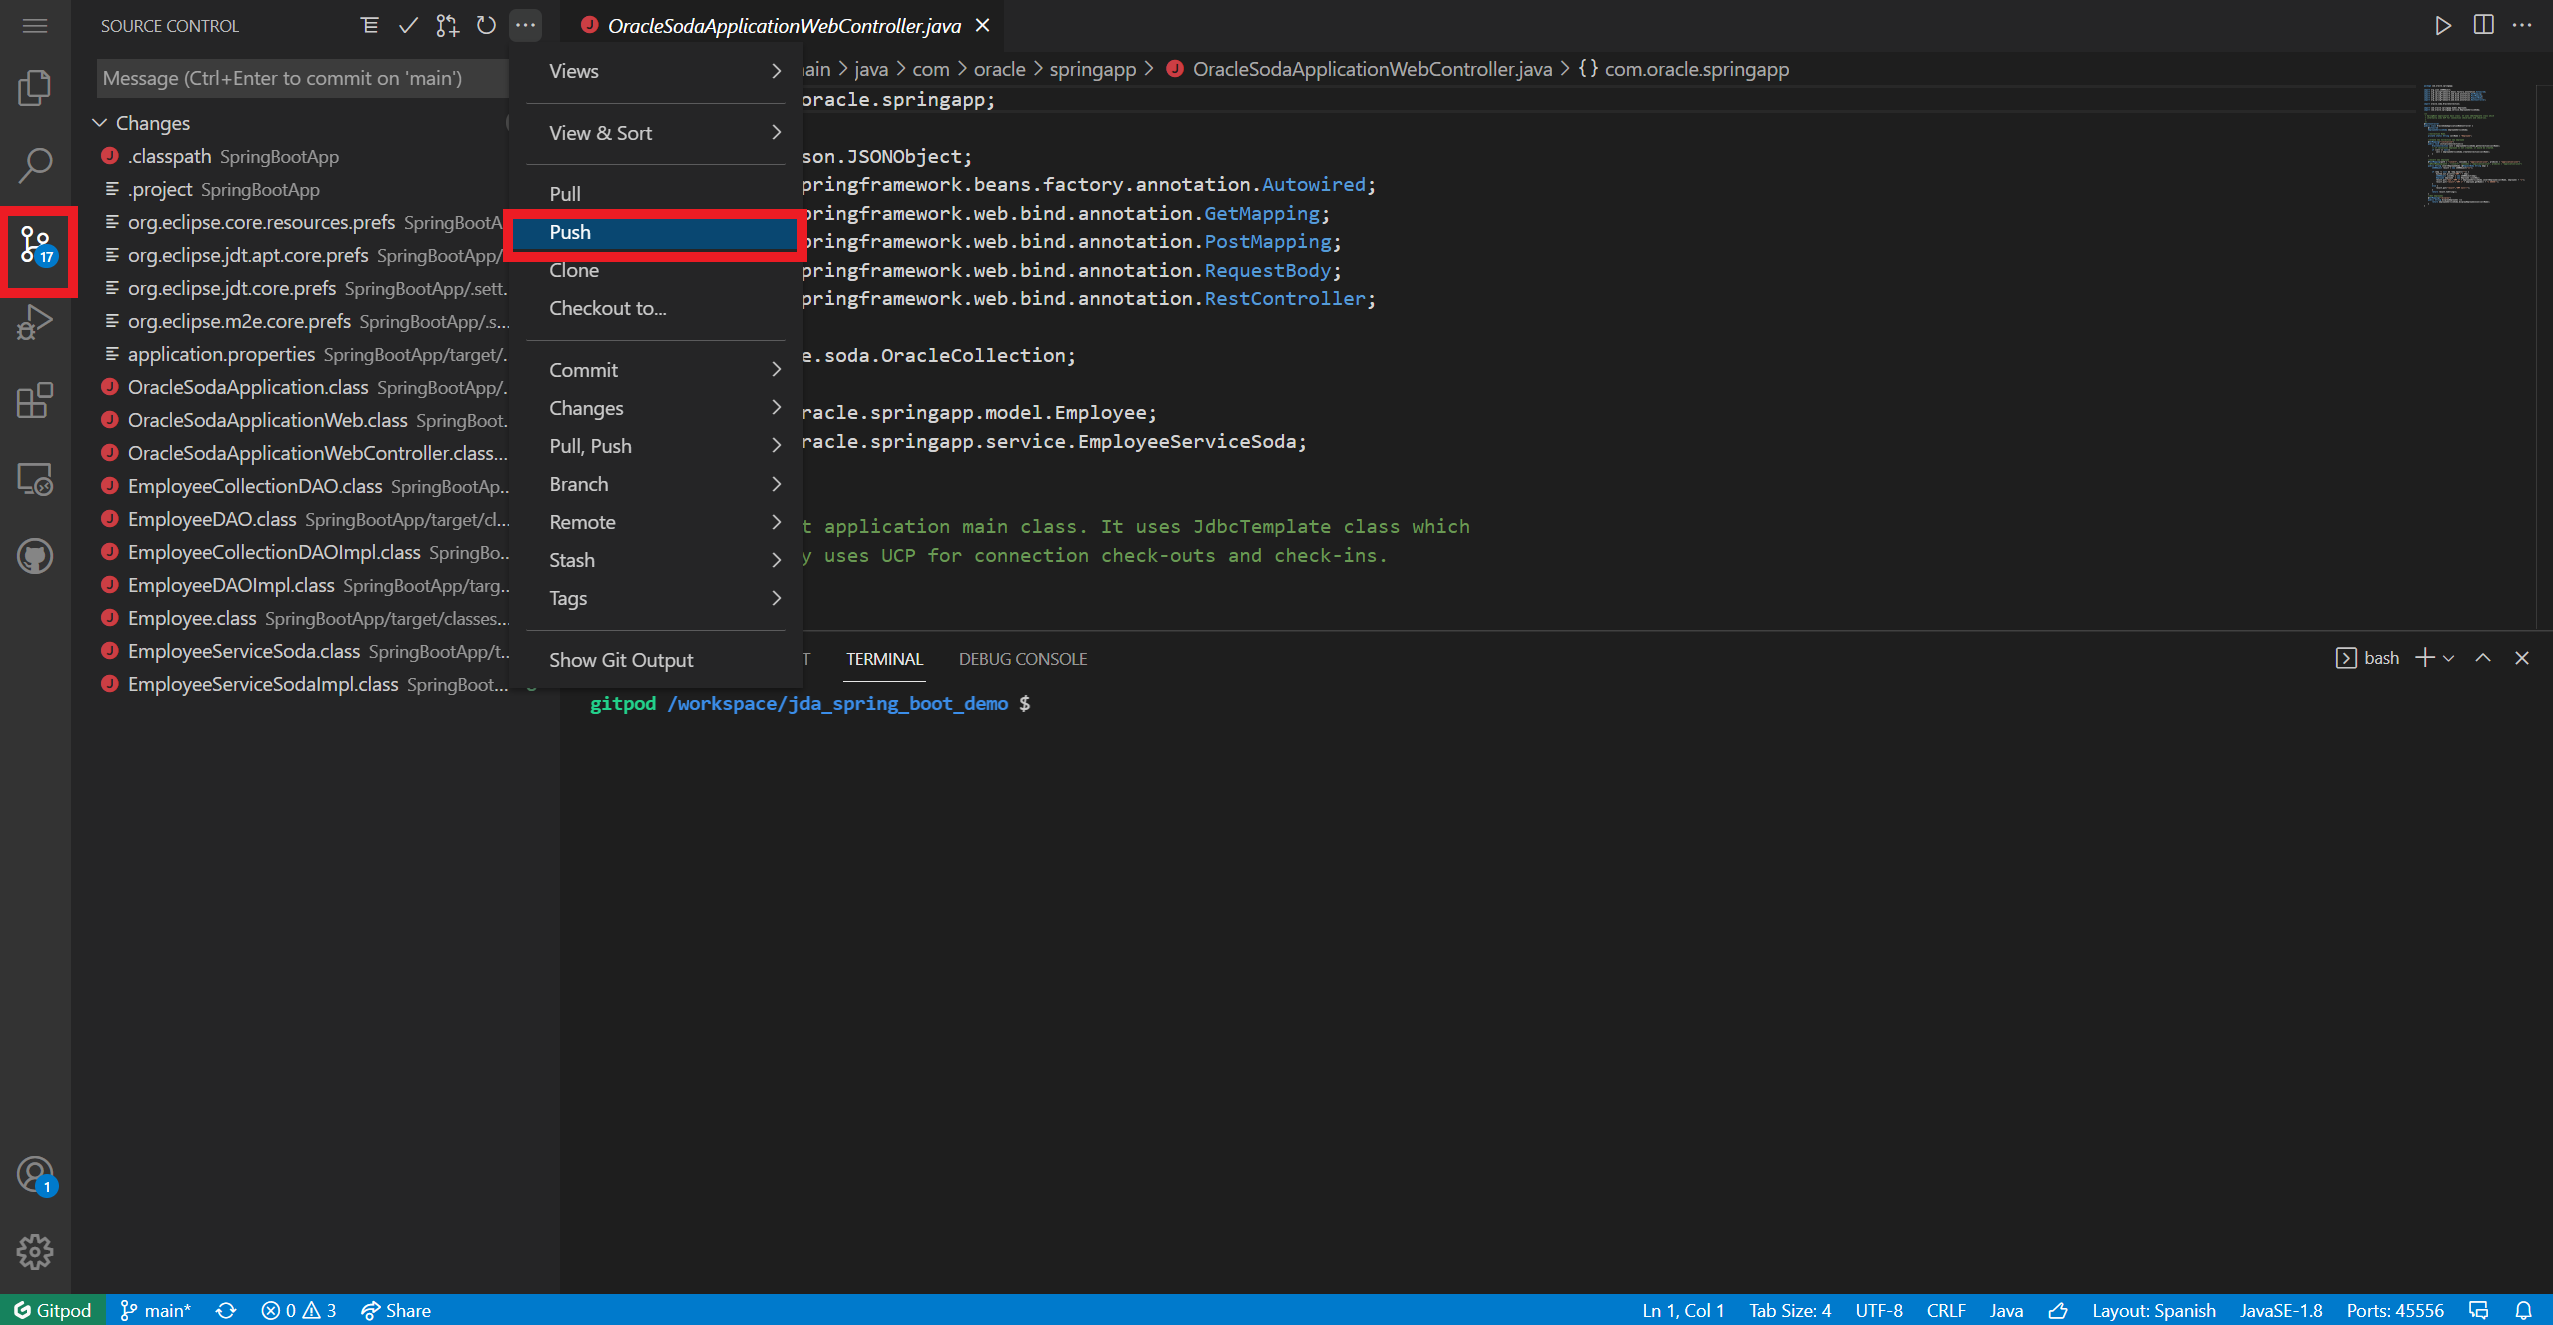 SOURCE CONTROL
OracleSodaApplicationWebController.java
Message (Ctrl+Enter to commit on 'main')
Changes
.classpath SpringBootApp
.project SpringBootApp
org.eclipse.core.resources.prefs SpringBootA
org.eclipse.jdt.apt.core.prefs SpringBootApp/
org.eclipse.jdt.core.prefs SpringBootApp/.sett...
org.eclipse.m2e.core.prefs SpringBootApp/.s...
application.properties SpringBootApp/target/.
OracleSodaApplication.class SpringBootApp/.
OracleSodaApplicationWeb.class SpringBoot.
OracleSodaApplicationWebController.class...
EmployeeCollectionDAO.class SpringBootAp...
EmployeeDAO.class SpringBootApp/target/cl...
EmployeeCollectionDAOImpl.class SpringBo...
EmployeeDAOImpl.class SpringBootApp/targ...
Employee.class SpringBootApp/target/classes...
EmployeeServiceSoda.class SpringBootApp/t...
EmployeeServiceSodaImpl.class SpringBoot...
17
1
Views
View & Sort
Pull
Push
Clone
Checkout to...
Commit
Changes
Pull, Push
Branch
Remote
Stash
Tags
Show Git Output
ain > java > com > oracle > springapp > OracleSodaApplicationWebController.java > {} com.oracle.springapp
oracle.springapp;
son.JSONObject;
pringframework.beans.factory.annotation.Autowired;
pringframework.web.bind.annotation.GetMapping;
pringframework.web.bind.annotation.PostMapping;
pringframework.web.bind.annotation.RequestBody;
pringframework.web.bind.annotation.RestController;
e.soda.OracleCollection;
racle.springapp.model.Employee;
racle.springapp.service.EmployeeServiceSoda;
t application main class. It uses JdbcTemplate class which
y uses UCP for connection check-outs and check-ins.
T TERMINAL DEBUG CONSOLE
bash
gitpod /workspace/jda_spring_boot_demo $
Gitpod main* 0 3 Share
Ln 1, Col 1 Tab Size: 4 UTF-8 CRLF Java Layout: Spanish JavaSE-1.8 Ports: 45556